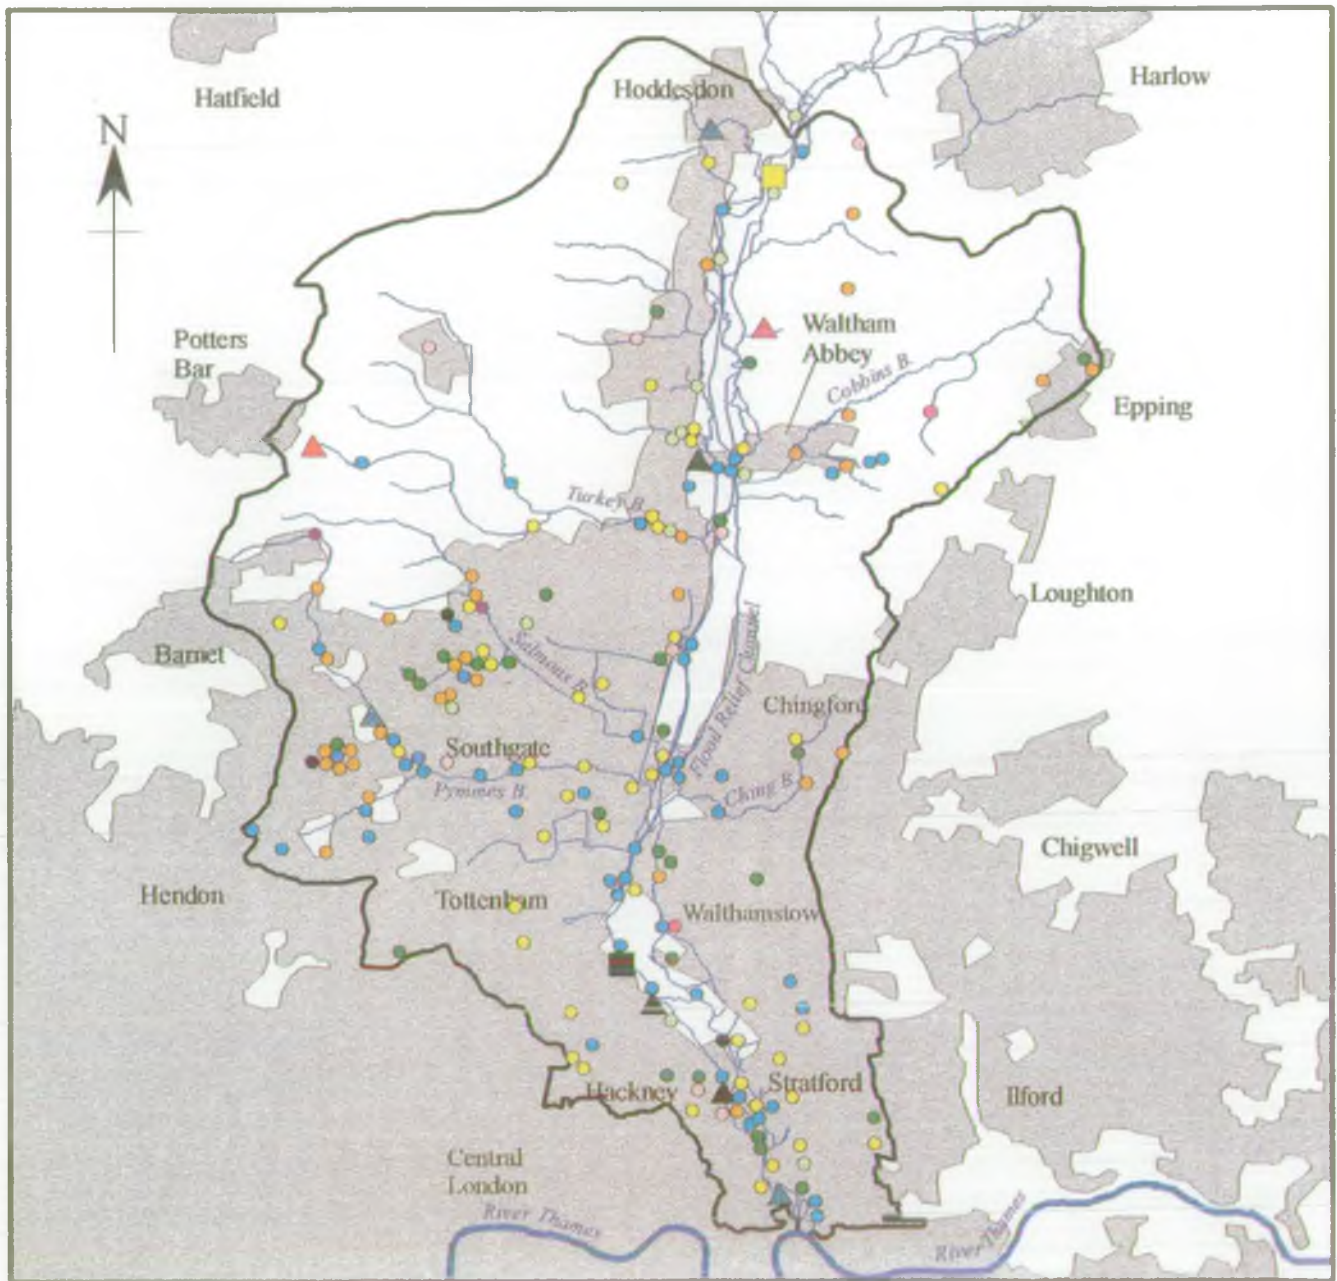 Hoddesdon
Harlow
Hatfield
N
Waltham
Abbey
Potters
Bar
Cobbins B.
Epping
Turkey B.
Loughton
Salmons B.
Barnet
Flood Relief Channel
Chingford
Southgate
Pymmes B.
Ching B.
Chigwell
Hendon
Tottenham
Walthamstow
Hackney
Stratford
Ilford
Central
London
River Thames
River Thames